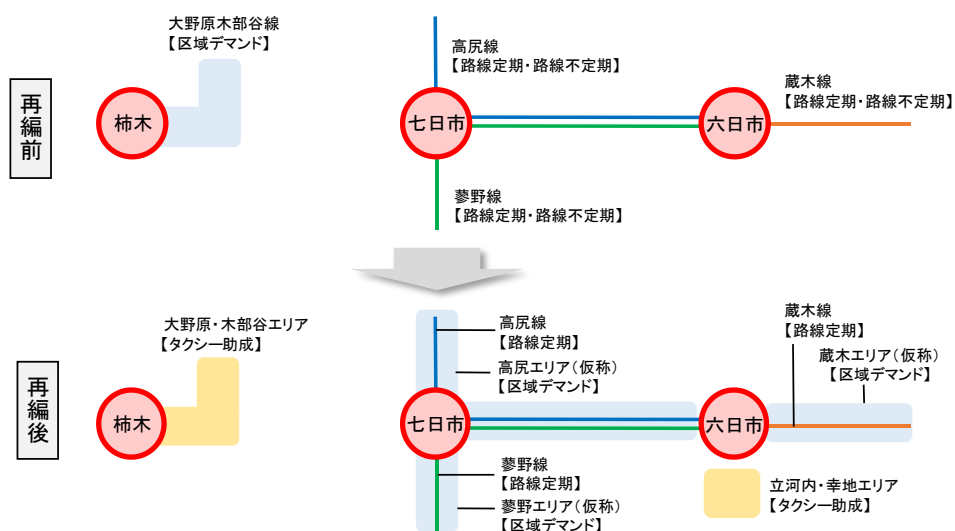 再編前
大野原木部谷線
【区域デマンド】
柿木
高尻線
【路線定期・路線不定期】
七日市
六日市
蔵木線
【路線定期・路線不定期】
蓼野線
【路線定期・路線不定期】
再編後
大野原・木部谷エリア
【タクシー助成】
柿木
高尻線
【路線定期】
高尻エリア(仮称)
【区域デマンド】
七日市
六日市
蔵木線
【路線定期】
蔵木エリア(仮称)
【区域デマンド】
蓼野線
【路線定期】
蓼野エリア(仮称)
【区域デマンド】
立河内・幸地エリア
【タクシー助成】